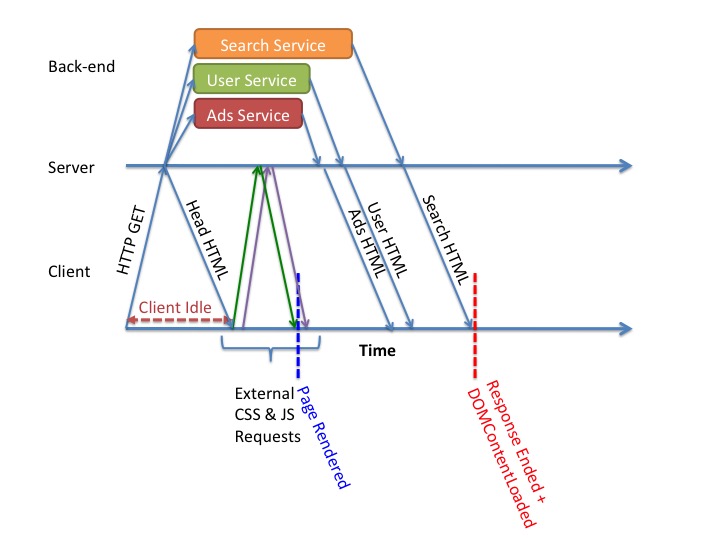 Search Service
Back-end
User Service
Ads Service
Server
HTTP GET
Head HTML
Ads HTML
User HTML
Search HTML
Client
Client Idle
Time
External
CSS & JS
Requests
Page Rendered
Response Ended +
DOMContentLoaded